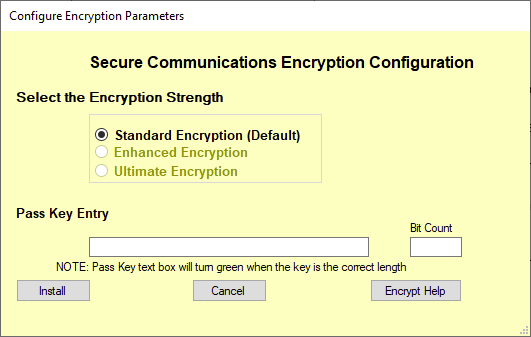 Configure Encryption Parameters
Secure Communications Encryption Configuration
Select the Encryption Strength
Standard Encryption (Default)
Enhanced Encryption
Ultimate Encryption
Pass Key Entry
Bit Count
NOTE: Pass Key text box will turn green when the key is the correct length
Install Cancel Encrypt Help